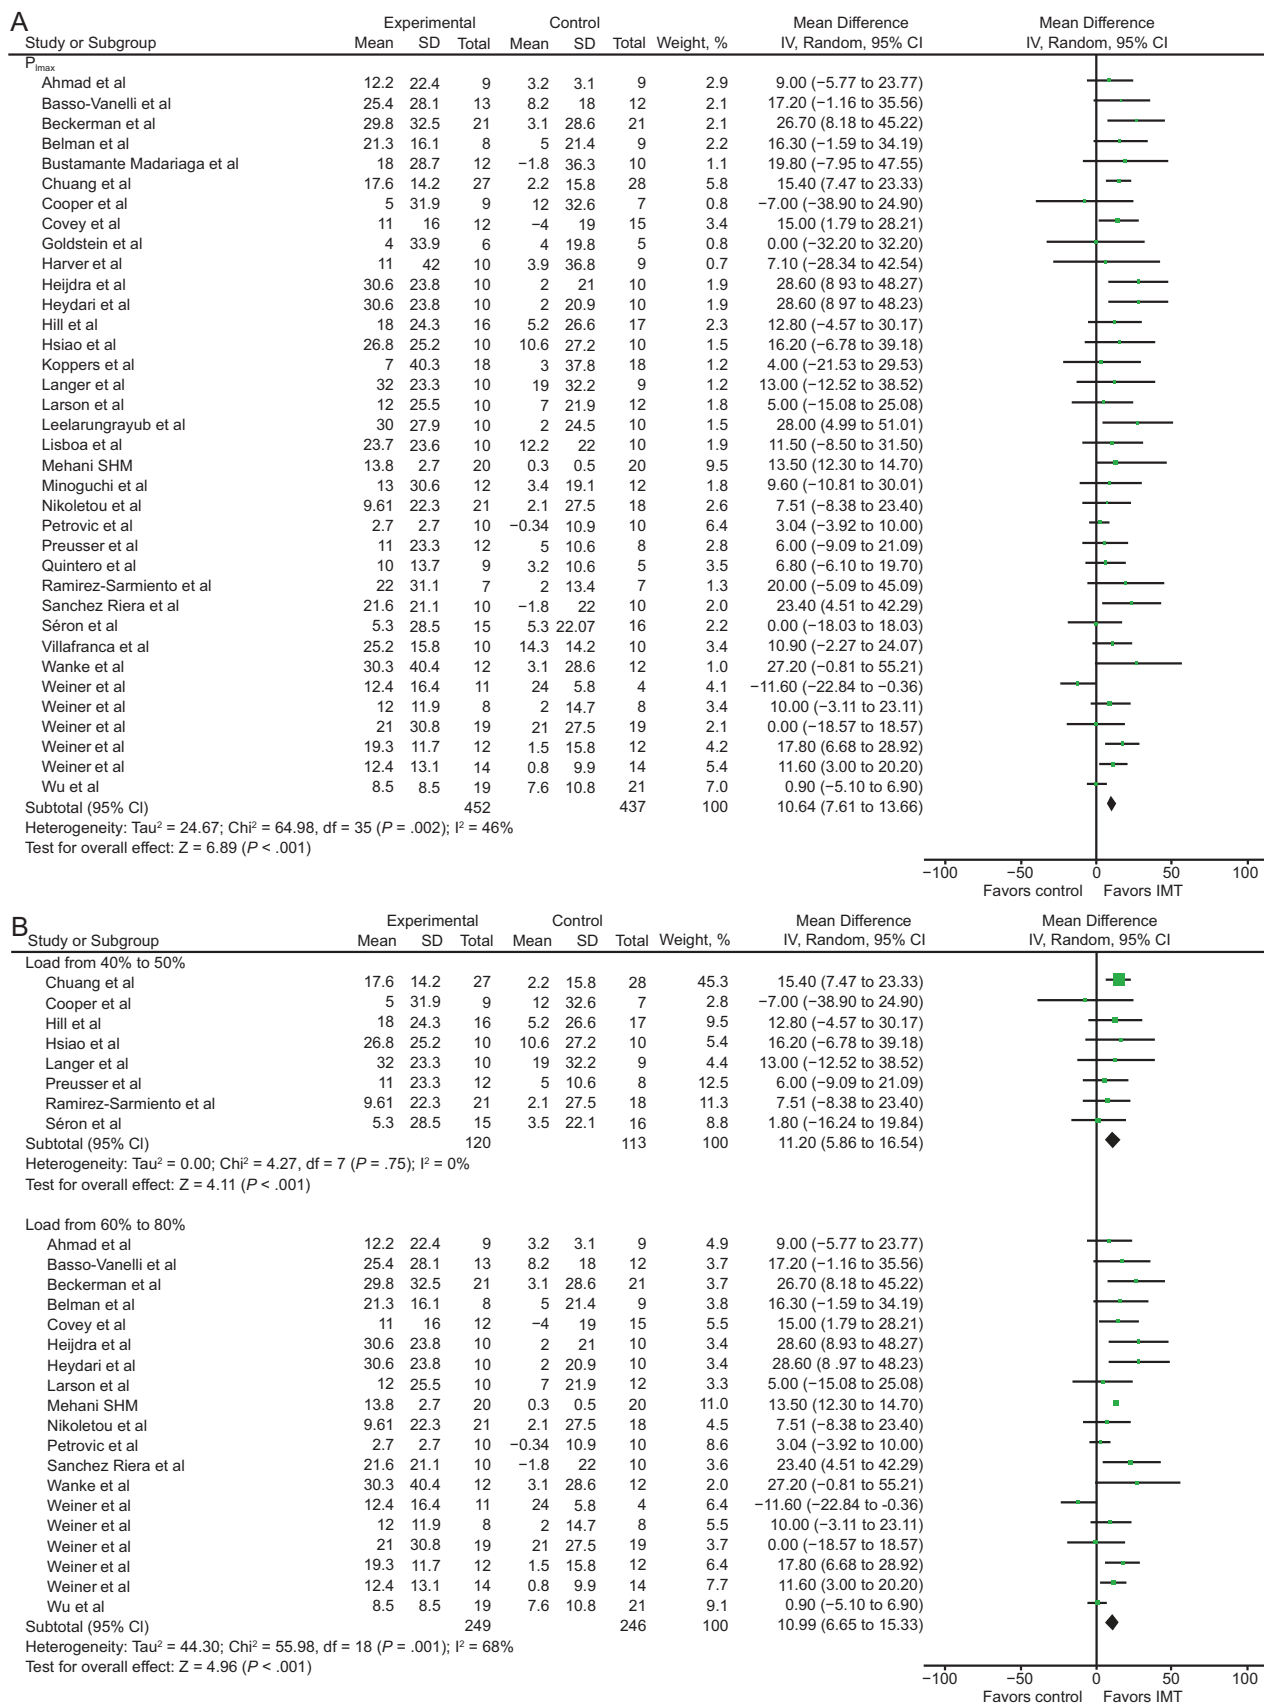 A
Experimental Control Mean Difference Mean Difference
Study or Subgroup Mean SD Total Mean SD Total Weight, % IV, Random, 95% CI IV, Random, 95% CI
PImax
Ahmad et al 12.2 22.4 9 3.2 3.1 9 2.9 9.00 (−5.77 to 23.77)
Basso-Vanelli et al 25.4 28.1 13 8.2 18 12 2.1 17.20 (−1.16 to 35.56)
Beckerman et al 29.8 32.5 21 3.1 28.6 21 2.1 26.70 (8.18 to 45.22)
Belman et al 21.3 16.1 8 5 21.4 9 2.2 16.30 (−1.59 to 34.19)
Bustamante Madariaga et al 18 28.7 12 −1.8 36.3 10 1.1 19.80 (−7.95 to 47.55)
Chuang et al 17.6 14.2 27 2.2 15.8 28 5.8 15.40 (7.47 to 23.33)
Cooper et al 5 31.9 9 12 32.6 7 0.8 −7.00 (−38.90 to 24.90)
Covey et al 11 16 12 −4 19 15 3.4 15.00 (1.79 to 28.21)
Goldstein et al 4 33.9 6 4 19.8 5 0.8 0.00 (−32.20 to 32.20)
Harver et al 11 42 10 3.9 36.8 9 0.7 7.10 (−28.34 to 42.54)
Heijdra et al 30.6 23.8 10 2 21 10 1.9 28.60 (8 93 to 48.27)
Heydari et al 30.6 23.8 10 2 20.9 10 1.9 28.60 (8 97 to 48.23)
Hill et al 18 24.3 16 5.2 26.6 17 2.3 12.80 (−4.57 to 30.17)
Hsiao et al 26.8 25.2 10 10.6 27.2 10 1.5 16.20 (−6.78 to 39.18)
Koppers et al 7 40.3 18 3 37.8 18 1.2 4.00 (−21.53 to 29.53)
Langer et al 32 23.3 10 19 32.2 9 1.2 13.00 (−12.52 to 38.52)
Larson et al 12 25.5 10 7 21.9 12 1.8 5.00 (−15.08 to 25.08)
Leelarungrayub et al 30 27.9 10 2 24.5 10 1.5 28.00 (4.99 to 51.01)
Lisboa et al 23.7 23.6 10 12.2 22 10 1.9 11.50 (−8.50 to 31.50)
Mehani SHM 13.8 2.7 20 0.3 0.5 20 9.5 13.50 (12.30 to 14.70)
Minoguchi et al 13 30.6 12 3.4 19.1 12 1.8 9.60 (−10.81 to 30.01)
Nikoletou et al 9.61 22.3 21 2.1 27.5 18 2.6 7.51 (−8.38 to 23.40)
Petrovic et al 2.7 2.7 10 −0.34 10.9 10 6.4 3.04 (−3.92 to 10.00)
Preusser et al 11 23.3 12 5 10.6 8 2.8 6.00 (−9.09 to 21.09)
Quintero et al 10 13.7 9 3.2 10.6 5 3.5 6.80 (−6.10 to 19.70)
Ramirez-Sarmiento et al 22 31.1 7 2 13.4 7 1.3 20.00 (−5.09 to 45.09)
Sanchez Riera et al 21.6 21.1 10 −1.8 22 10 2.0 23.40 (4.51 to 42.29)
Séron et al 5.3 28.5 15 5.3 22.07 16 2.2 0.00 (−18.03 to 18.03)
Villafranca et al 25.2 15.8 10 14.3 14.2 10 3.4 10.90 (−2.27 to 24.07)
Wanke et al 30.3 40.4 12 3.1 28.6 12 1.0 27.20 (−0.81 to 55.21)
Weiner et al 12.4 16.4 11 24 5.8 4 4.1 −11.60 (−22.84 to −0.36)
Weiner et al 12 11.9 8 2 14.7 8 3.4 10.00 (−3.11 to 23.11)
Weiner et al 21 30.8 19 21 27.5 19 2.1 0.00 (−18.57 to 18.57)
Weiner et al 19.3 11.7 12 1.5 15.8 12 4.2 17.80 (6.68 to 28.92)
Weiner et al 12.4 13.1 14 0.8 9.9 14 5.4 11.60 (3.00 to 20.20)
Wu et al 8.5 8.5 19 7.6 10.8 21 7.0 0.90 (−5.10 to 6.90)
Subtotal (95% CI) 452 437 100 10.64 (7.61 to 13.66)
Heterogeneity: Tau² = 24.67; Chi² = 64.98, df = 35 (P = .002); I² = 46%
Test for overall effect: Z = 6.89 (P < .001)
−100 −50 0 50 100
Favors control Favors IMT
B
Experimental Control Mean Difference Mean Difference
Study or Subgroup Mean SD Total Mean SD Total Weight, % IV, Random, 95% CI IV, Random, 95% CI
Load from 40% to 50%
Chuang et al 17.6 14.2 27 2.2 15.8 28 45.3 15.40 (7.47 to 23.33)
Cooper et al 5 31.9 9 12 32.6 7 2.8 −7.00 (−38.90 to 24.90)
Hill et al 18 24.3 16 5.2 26.6 17 9.5 12.80 (−4.57 to 30.17)
Hsiao et al 26.8 25.2 10 10.6 27.2 10 5.4 16.20 (−6.78 to 39.18)
Langer et al 32 23.3 10 19 32.2 9 4.4 13.00 (−12.52 to 38.52)
Preusser et al 11 23.3 12 5 10.6 8 12.5 6.00 (−9.09 to 21.09)
Ramirez-Sarmiento et al 9.61 22.3 21 2.1 27.5 18 11.3 7.51 (−8.38 to 23.40)
Séron et al 5.3 28.5 15 3.5 22.1 16 8.8 1.80 (−16.24 to 19.84)
Subtotal (95% CI) 120 113 100 11.20 (5.86 to 16.54)
Heterogeneity: Tau² = 0.00; Chi² = 4.27, df = 7 (P = .75); I² = 0%
Test for overall effect: Z = 4.11 (P < .001)
Load from 60% to 80%
Ahmad et al 12.2 22.4 9 3.2 3.1 9 4.9 9.00 (−5.77 to 23.77)
Basso-Vanelli et al 25.4 28.1 13 8.2 18 12 3.7 17.20 (−1.16 to 35.56)
Beckerman et al 29.8 32.5 21 3.1 28.6 21 3.7 26.70 (8.18 to 45.22)
Belman et al 21.3 16.1 8 5 21.4 9 3.8 16.30 (−1.59 to 34.19)
Covey et al 11 16 12 −4 19 15 5.5 15.00 (1.79 to 28.21)
Heijdra et al 30.6 23.8 10 2 21 10 3.4 28.60 (8.93 to 48.27)
Heydari et al 30.6 23.8 10 2 20.9 10 3.4 28.60 (8 .97 to 48.23)
Larson et al 12 25.5 10 7 21.9 12 3.3 5.00 (−15.08 to 25.08)
Mehani SHM 13.8 2.7 20 0.3 0.5 20 11.0 13.50 (12.30 to 14.70)
Nikoletou et al 9.61 22.3 21 2.1 27.5 18 4.5 7.51 (−8.38 to 23.40)
Petrovic et al 2.7 2.7 10 −0.34 10.9 10 8.6 3.04 (−3.92 to 10.00)
Sanchez Riera et al 21.6 21.1 10 −1.8 22 10 3.6 23.40 (4.51 to 42.29)
Wanke et al 30.3 40.4 12 3.1 28.6 12 2.0 27.20 (−0.81 to 55.21)
Weiner et al 12.4 16.4 11 24 5.8 4 6.4 −11.60 (−22.84 to -0.36)
Weiner et al 12 11.9 8 2 14.7 8 5.5 10.00 (−3.11 to 23.11)
Weiner et al 21 30.8 19 21 27.5 19 3.7 0.00 (−18.57 to 18.57)
Weiner et al 19.3 11.7 12 1.5 15.8 12 6.4 17.80 (6.68 to 28.92)
Weiner et al 12.4 13.1 14 0.8 9.9 14 7.7 11.60 (3.00 to 20.20)
Wu et al 8.5 8.5 19 7.6 10.8 21 9.1 0.90 (−5.10 to 6.90)
Subtotal (95% CI) 249 246 100 10.99 (6.65 to 15.33)
Heterogeneity: Tau² = 44.30; Chi² = 55.98, df = 18 (P = .001); I² = 68%
Test for overall effect: Z = 4.96 (P < .001)
−100 −50 0 50 100
Favors control Favors IMT